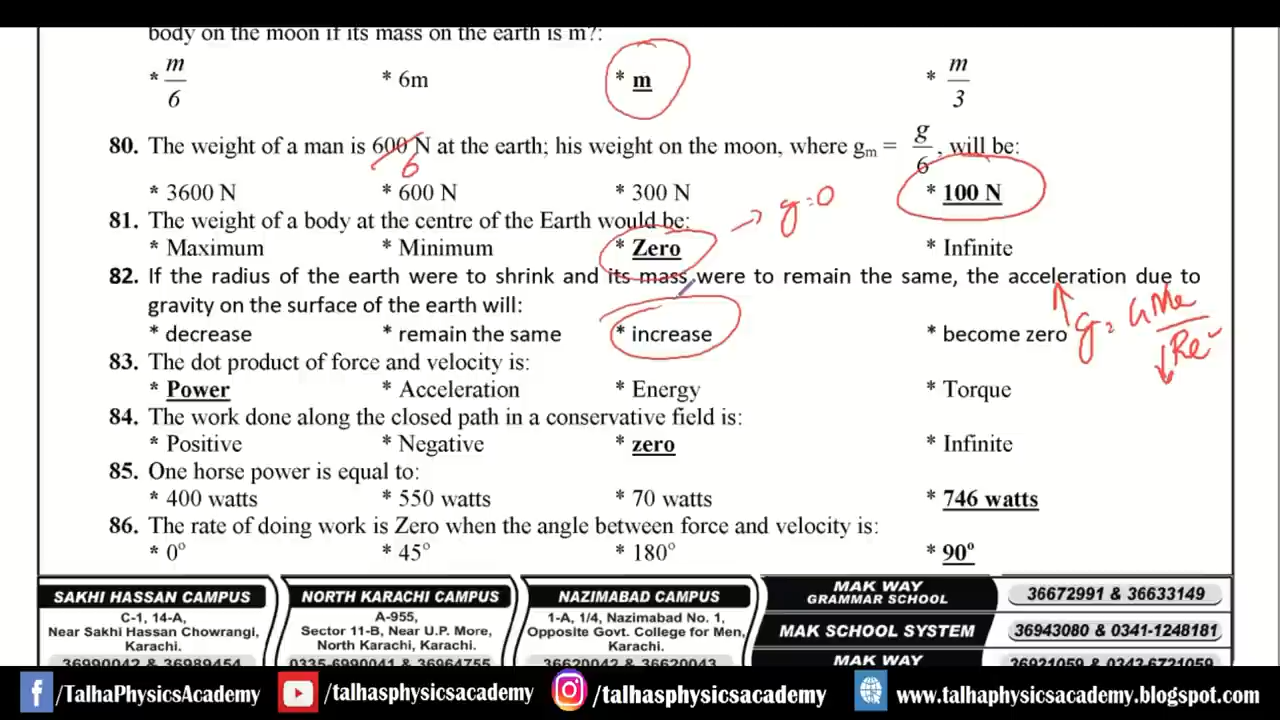 body on the moon if its mass on the earth is m?:
* m/6 * 6m * m * m/3
80. The weight of a man is 600 N at the earth; his weight on the moon, where gm = g/6, will be:
6
* 3600 N * 600 N * 300 N * 100 N
81. The weight of a body at the centre of the Earth would be: → g=0
* Maximum * Minimum * Zero * Infinite
82. If the radius of the earth were to shrink and its mass were to remain the same, the acceleration due to
gravity on the surface of the earth will:
* decrease * remain the same * increase * become zero
↑ g = GMe/Re² ↓
83. The dot product of force and velocity is:
* Power * Acceleration * Energy * Torque
84. The work done along the closed path in a conservative field is:
* Positive * Negative * zero * Infinite
85. One horse power is equal to:
* 400 watts * 550 watts * 70 watts * 746 watts
86. The rate of doing work is Zero when the angle between force and velocity is:
* 0° * 45° * 180° * 90°
SAKHI HASSAN CAMPUS
C-1, 14-A,
Near Sakhi Hassan Chowrangi,
Karachi.
36990042 & 36989454
NORTH KARACHI CAMPUS
A-955,
Sector 11-B, Near U.P. More,
North Karachi, Karachi.
0335-6990041 & 36964755
NAZIMABAD CAMPUS
1-A, 1/4, Nazimabad No. 1,
Opposite Govt. College for Men,
Karachi.
36620042 & 36620043
MAK WAY
GRAMMAR SCHOOL
36672991 & 36633149
MAK SCHOOL SYSTEM
36943080 & 0341-1248181
MAK WAY
36921059 & 0343-6721059
/TalhaPhysicsAcademy /talhasphysicsacademy /talhasphysicsacademy www.talhaphysicsacademy.blogspot.com